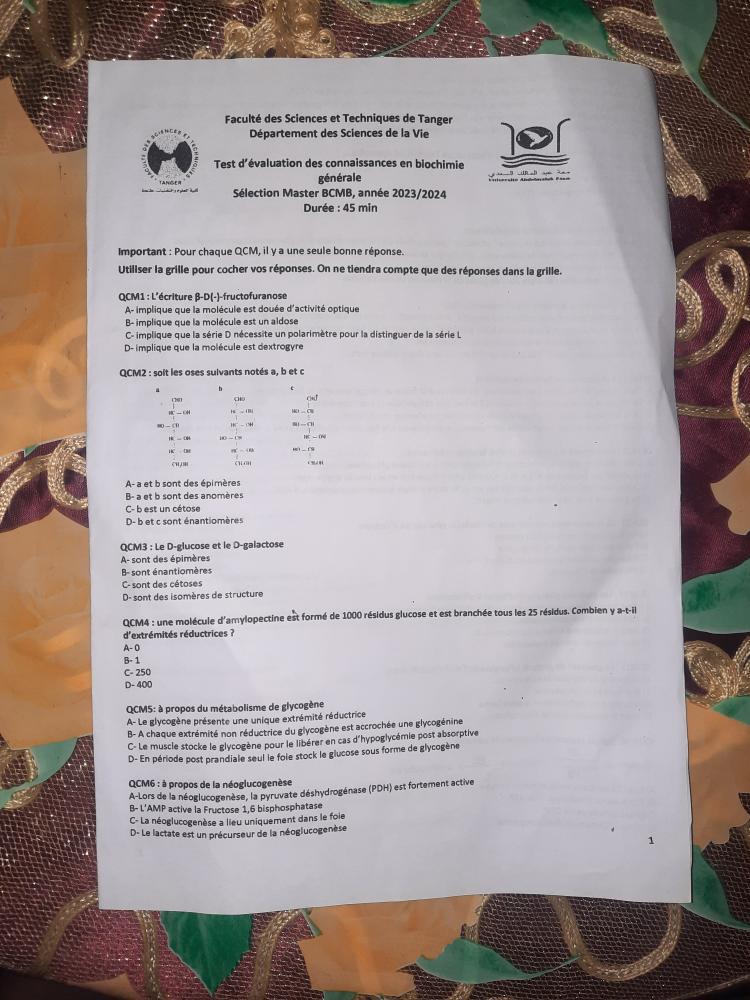 Faculté des Sciences et Techniques de Tanger
Département des Sciences de la Vie
FACULTE DES SCIENCES ET TECHNIQUES
TANGER
Test d'évaluation des connaissances en biochimie
générale
Sélection Master BCMB, année 2023/2024
Durée : 45 min
Important : Pour chaque QCM, il y a une seule bonne réponse.
Utiliser la grille pour cocher vos réponses. On ne tiendra compte que des réponses dans la grille.
QCM1 : L'écriture β-D(-)-fructofuranose
A- implique que la molécule est douée d'activité optique
B- implique que la molécule est un aldose
C- implique que la série D nécessite un polarimètre pour la distinguer de la série L
D- implique que la molécule est dextrogyre
QCM2 : soit les oses suivants notés a, b et c
a b c
CHO CHO
HC — OH HC — OH HO — CH
HO — CH HC — OH HO — CH
HC — OH HO — CH HC — OH
HC — OH HC — OH HO — CH
CH₂OH CH₂OH CH₂OH
A- a et b sont des épimères
B- a et b sont des anomères
C- b est un cétose
D- b et c sont énantiomères
QCM3 : Le D-glucose et le D-galactose
A- sont des épimères
B- sont énantiomères
C- sont des cétoses
D- sont des isomères de structure
QCM4 : une molécule d'amylopectine est formé de 1000 résidus glucose et est branchée tous les 25 résidus. Combien y a-t-il
d'extrémités réductrices ?
A- 0
B- 1
C- 250
D- 400
QCM5: à propos du métabolisme de glycogène
A- Le glycogène présente une unique extrémité réductrice
B- A chaque extrémité non réductrice du glycogène est accrochée une glycogénine
C- Le muscle stocke le glycogène pour le libérer en cas d'hypoglycémie post absorptive
D- En période post prandiale seul le foie stock le glucose sous forme de glycogène
QCM6 : à propos de la néoglucogenèse
A-Lors de la néoglucogenèse, la pyruvate déshydrogénase (PDH) est fortement active
B- L'AMP active la Fructose 1,6 bisphosphatase
C- La néoglucogenèse a lieu uniquement dans le foie
D- Le lactate est un précurseur de la néoglucogenèse
1